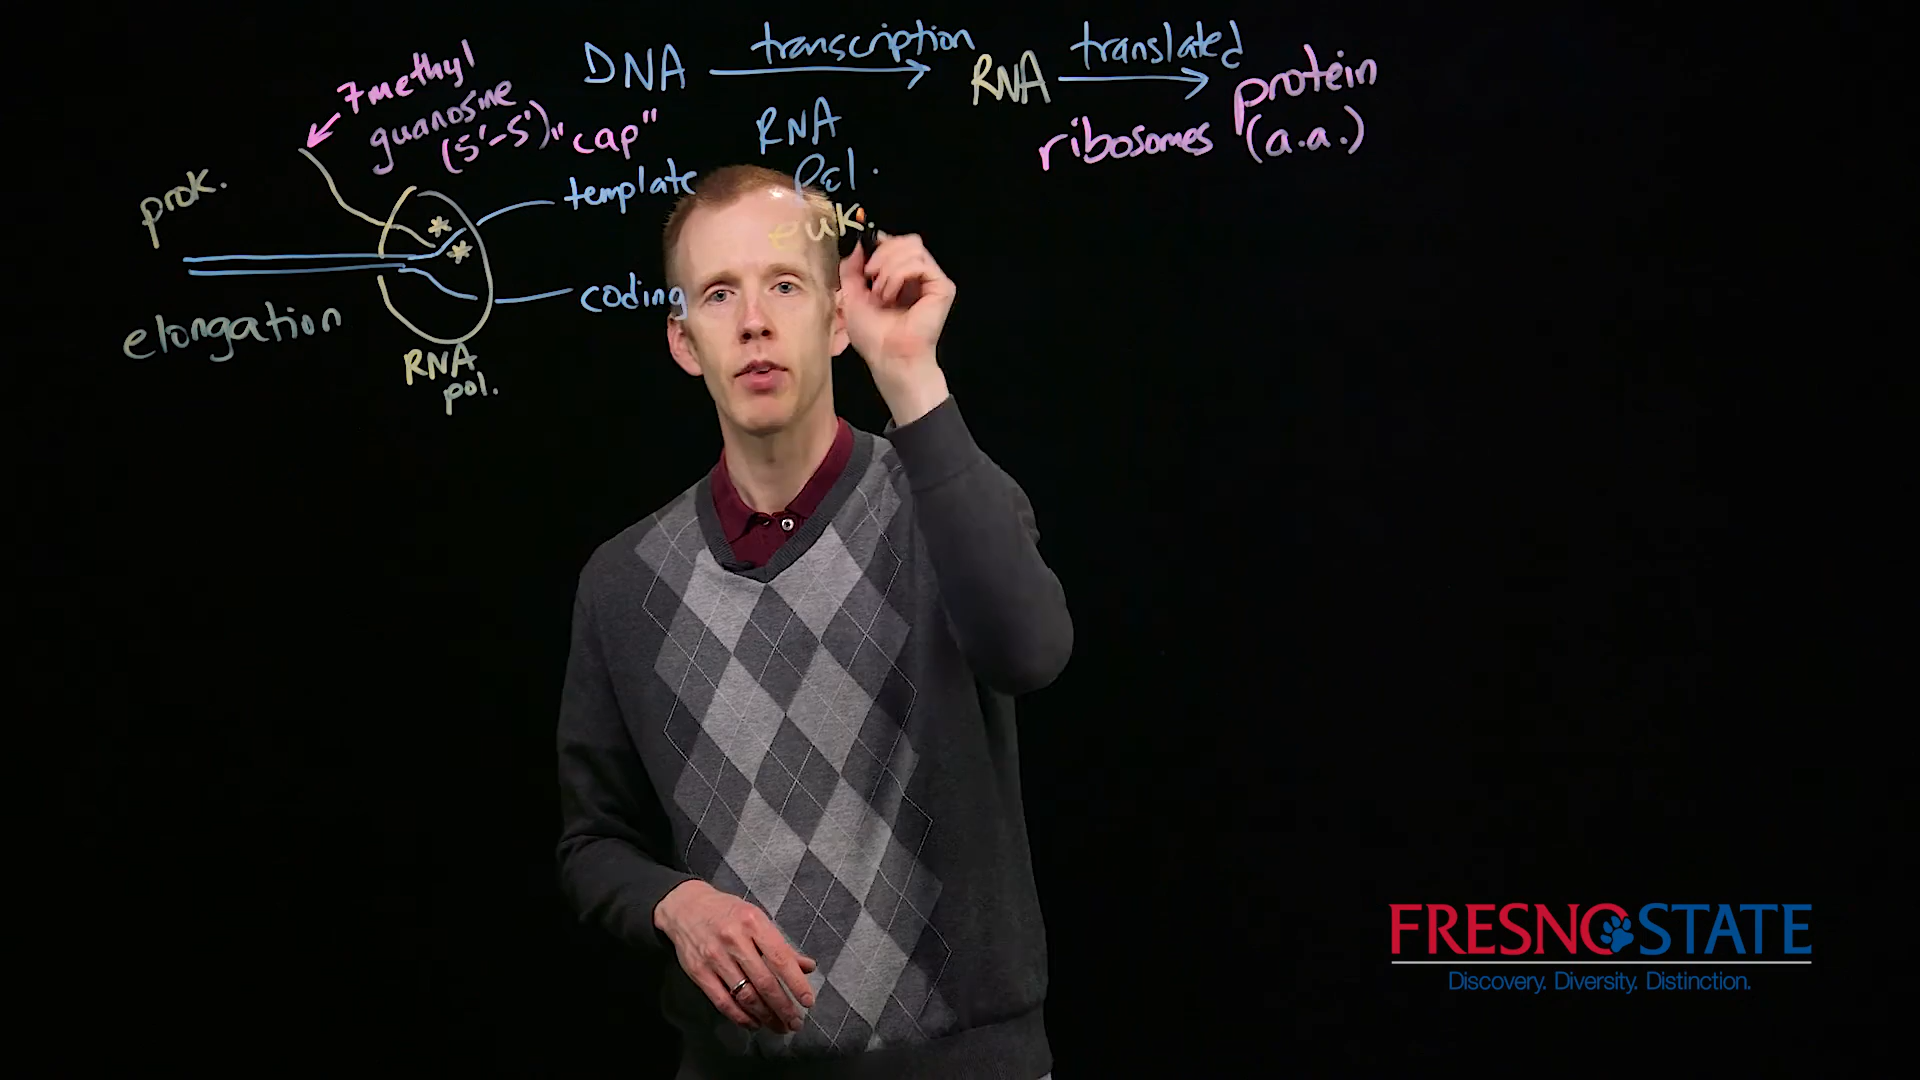 DNA transcription RNA translated protein
RNA ribosomes (a.a.)
pol.
euk.
7methyl
guanosine
(5'-5') "cap"
prok.
template
coding
elongation
RNA
pol.
FRESNO STATE
Discovery. Diversity. Distinction.